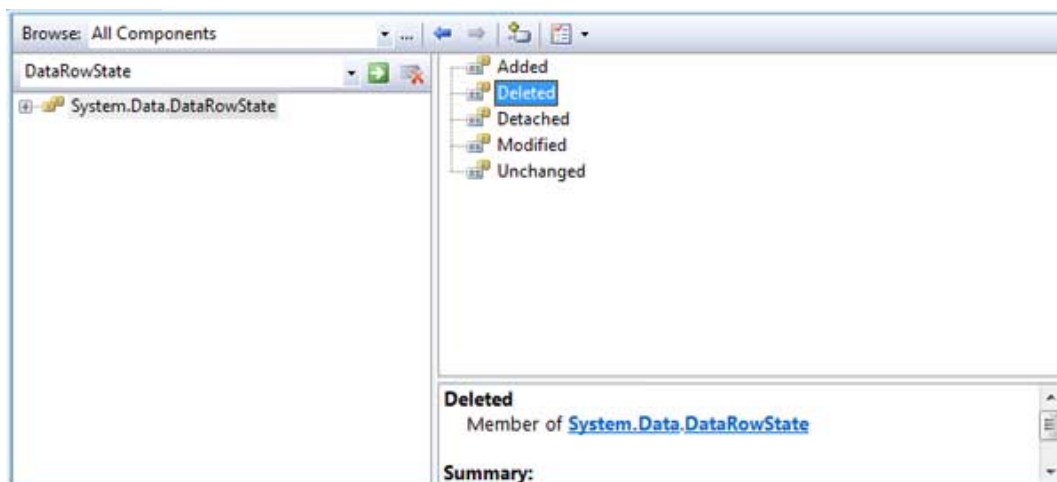 Browse: All Components
DataRowState
System.Data.DataRowState
Added
Deleted
Detached
Modified
Unchanged
Deleted
Member of System.Data.DataRowState
Summary: